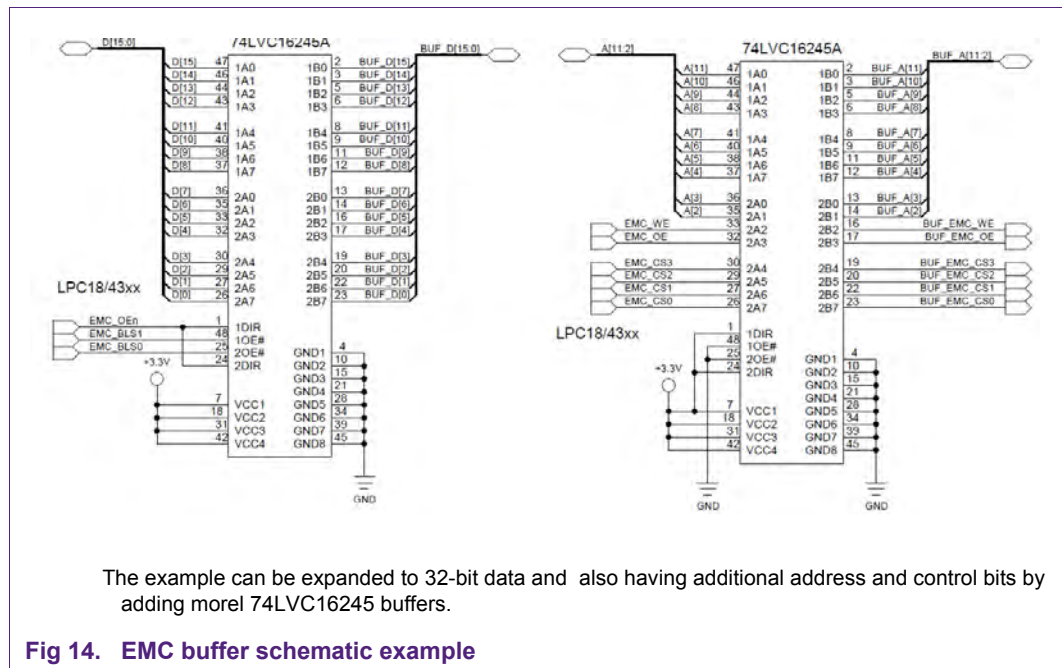 D[15:0]
74LVC16245A
BUF_D[15:0]
D[15] 47 1A0 1B0 2 BUF_D[15]
D[14] 46 1A1 1B1 3 BUF_D[14]
D[13] 44 1A2 1B2 5 BUF_D[13]
D[12] 43 1A3 1B3 6 BUF_D[12]
D[11] 41 1A4 1B4 8 BUF_D[11]
D[10] 40 1A5 1B5 9 BUF_D[10]
D[9] 38 1A6 1B6 11 BUF_D[9]
D[8] 37 1A7 1B7 12 BUF_D[8]
D[7] 36 2A0 2B0 13 BUF_D[7]
D[6] 35 2A1 2B1 14 BUF_D[6]
D[5] 33 2A2 2B2 16 BUF_D[5]
D[4] 32 2A3 2B3 17 BUF_D[4]
D[3] 30 2A4 2B4 19 BUF_D[3]
D[2] 29 2A5 2B5 20 BUF_D[2]
D[1] 27 2A6 2B6 22 BUF_D[1]
D[0] 26 2A7 2B7 23 BUF_D[0]
LPC18/43xx
EMC_OEn 1 1DIR
EMC_BLS1 48 1OE#
EMC_BLS0 25 2OE# GND1 4
24 2DIR GND2 10
+3.3V
GND3 15
GND4 21
7 VCC1 GND5 28
18 VCC2 GND6 34
31 VCC3 GND7 39
42 VCC4 GND8 45
GND
A[11:2]
74LVC16245A
BUF_A[11:2]
A[11] 47 1A0 1B0 2 BUF_A[11]
A[10] 46 1A1 1B1 3 BUF_A[10]
A[9] 44 1A2 1B2 5 BUF_A[9]
A[8] 43 1A3 1B3 6 BUF_A[8]
A[7] 41 1A4 1B4 8 BUF_A[7]
A[6] 40 1A5 1B5 9 BUF_A[6]
A[5] 38 1A6 1B6 11 BUF_A[5]
A[4] 37 1A7 1B7 12 BUF_A[4]
A[3] 36 2A0 2B0 13 BUF_A[3]
A[2] 35 2A1 2B1 14 BUF_A[2]
EMC_WE 33 2A2 2B2 16 BUF_EMC_WE
EMC_OE 32 2A3 2B3 17 BUF_EMC_OE
EMC_CS3 30 2A4 2B4 19 BUF_EMC_CS3
EMC_CS2 29 2A5 2B5 20 BUF_EMC_CS2
EMC_CS1 27 2A6 2B6 22 BUF_EMC_CS1
EMC_CS0 26 2A7 2B7 23 BUF_EMC_CS0
LPC18/43xx
1 1DIR
48 1OE#
25 2OE# GND1 4
24 2DIR GND2 10
+3.3V
GND3 15
GND4 21
7 VCC1 GND5 28
18 VCC2 GND6 34
31 VCC3 GND7 39
42 VCC4 GND8 45
GND GND
The example can be expanded to 32-bit data and also having additional address and control bits by
adding morel 74LVC16245 buffers.
Fig 14. EMC buffer schematic example